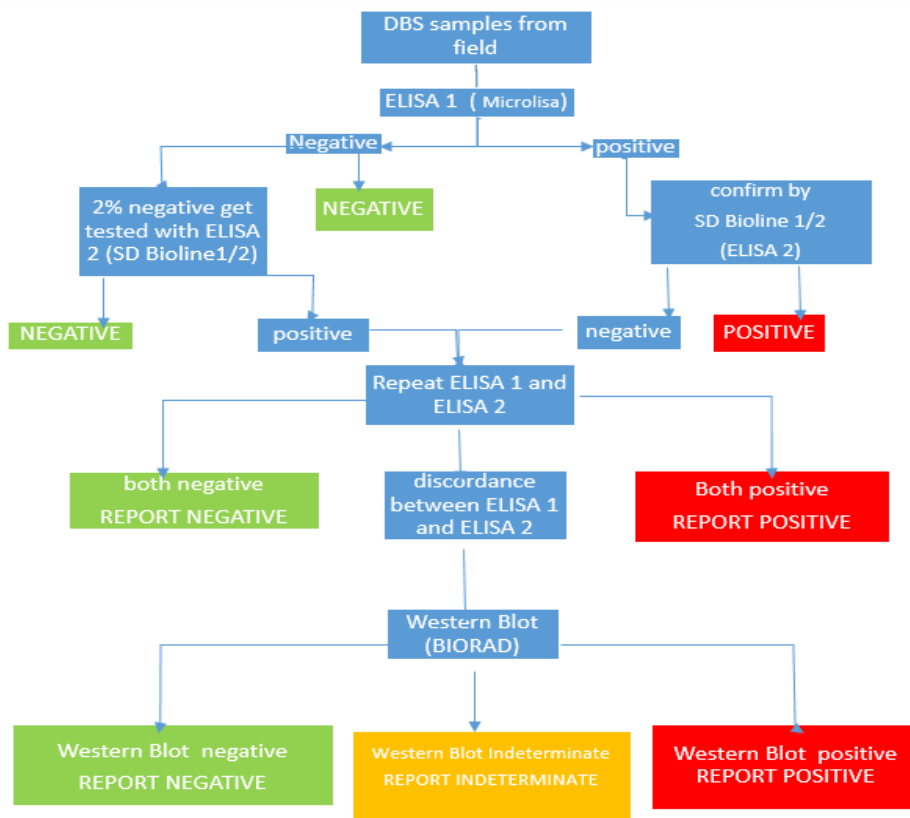 DBS samples from
field
ELISA 1 ( Microlisa)
Negative
positive
2% negative get
tested with ELISA
2 (SD Bioline1/2)
NEGATIVE
confirm by
SD Bioline 1/2
(ELISA 2)
NEGATIVE
positive
negative
POSITIVE
Repeat ELISA 1 and
ELISA 2
both negative
REPORT NEGATIVE
discordance
between ELISA 1
and ELISA 2
Both positive
REPORT POSITIVE
Western Blot
(BIORAD)
Western Blot negative
REPORT NEGATIVE
Western Blot Indeterminate
REPORT INDETERMINATE
Western Blot positive
REPORT POSITIVE